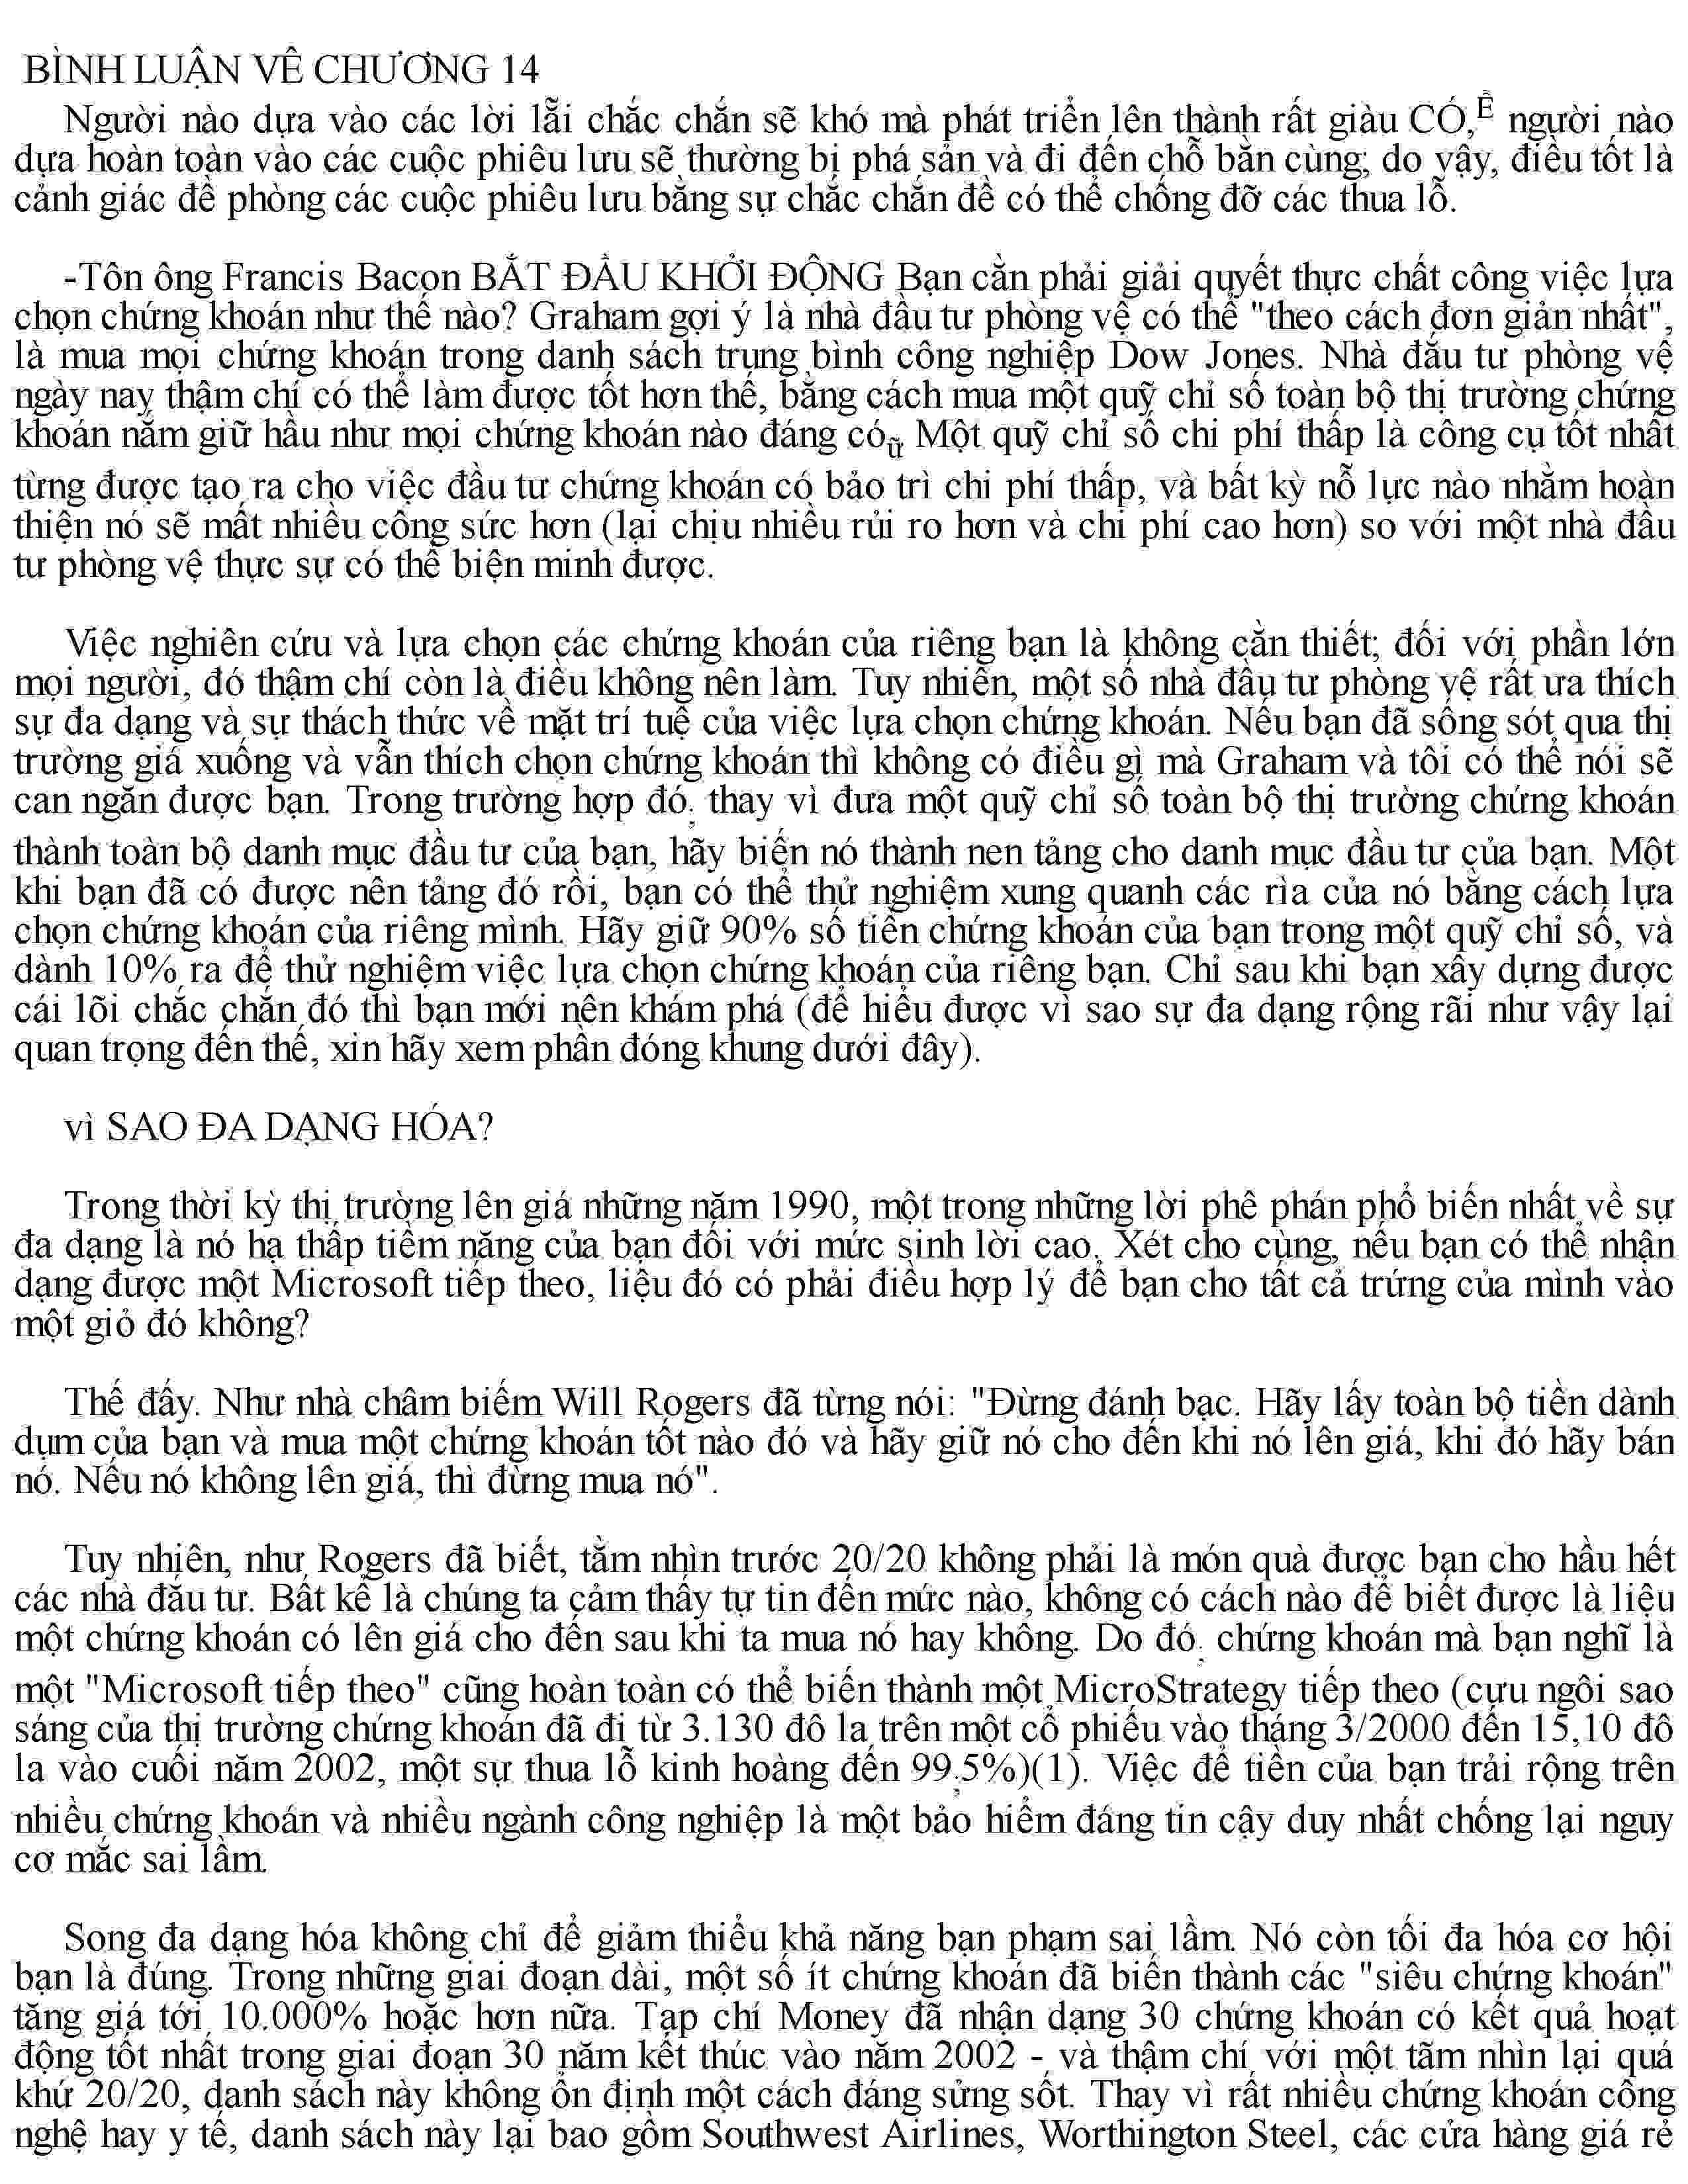 BÌNH LUẬN VÊ CHƯƠNG 14
Người nào dựa vào các lời lẵi chắc chắn sẽ khó mà phát triển lên thành rất giàu CÓ,Ễ người nào
dựa hoàn toàn vào các cuộc phiêu lưu sẽ thường bị phá sản và đi đến chỗ bằn cùng; do vậy, điều tốt là
cảnh giác đề phòng các cuộc phiêu lưu bằng sự chắc chắn để có thể chống đỡ các thua lỗ.
-Tôn ông Francis Bacon BẮT ĐẦU KHỞI ĐỘNG Bạn cằn phải giải quyết thực chất công việc lựa
chọn chứng khoán như thế nào? Graham gợi ý là nhà đầu tư phòng vệ có thể "theo cách đơn giản nhất",
là mua mọi chứng khoán trong danh sách trung bình công nghiệp Dow Jones. Nhà đầu tư phòng vệ
ngày nay thậm chí có thể làm được tốt hơn thế, bằng cách mua một quỹ chỉ số toàn bộ thị trường chứng
khoán nắm giữ hầu như mọi chứng khoán nào đáng cóữ Một quỹ chỉ số chi phí thấp là công cụ tốt nhất
từng được tạo ra cho việc đầu tư chứng khoán có bảo trì chi phí thấp, và bất kỳ nỗ lực nào nhằm hoàn
thiện nó sẽ mất nhiều công sức hơn (lại chịu nhiều rủi ro hơn và chi phí cao hơn) so với một nhà đầu
tư phòng vệ thực sự có thể biện minh được.
Việc nghiên cứu và lựa chọn các chứng khoán của riêng bạn là không cần thiết; đối với phần lớn
mọi người, đó thậm chí còn là điều không nên làm. Tuy nhiên, một số nhà đầu tư phòng vệ rất ưa thích
sự đa dạng và sự thách thức về mặt trí tuệ của việc lựa chọn chứng khoán. Nếu bạn đã sống sót qua thị
trường giá xuống và vẫn thích chọn chứng khoán thì không có điều gì mà Graham và tôi có thể nói sẽ
can ngăn được bạn. Trong trường hợp đó, thay vì đưa một quỹ chỉ số toàn bộ thị trường chứng khoán
thành toàn bộ danh mục đầu tư của bạn, hãy biến nó thành nen tảng cho danh mục đầu tư của bạn. Một
khi bạn đã có được nên tảng đó rồi, bạn có thể thử nghiệm xung quanh các rìa của nó bằng cách lựa
chọn chứng khoán của riêng mình. Hãy giữ 90% số tiền chứng khoán của bạn trong một quỹ chỉ số, và
dành 10% ra để thử nghiệm việc lựa chọn chứng khoán của riêng bạn. Chỉ sau khi bạn xây dựng được
cái lõi chắc chắn đó thì bạn mới nên khám phá (để hiểu được vì sao sự đa dạng rộng rãi như vậy lại
quan trọng đến thế, xin hãy xem phần đóng khung dưới đây).
vì SAO ĐA DẠNG HÓA?
Trong thời kỳ thị trường lên giá những năm 1990, một trong những lời phê phán phổ biến nhất về sự
đa dạng là nó hạ thấp tiềm năng của bạn đối với mức sinh lời cao. Xét cho cùng, nếu bạn có thể nhận
dạng được một Microsoft tiếp theo, liệu đó có phải điều hợp lý để bạn cho tất cả trứng của mình vào
một giỏ đó không?
Thế đấy. Như nhà châm biếm Will Rogers đã từng nói: "Đừng đánh bạc. Hãy lấy toàn bộ tiền dành
dụm của bạn và mua một chứng khoán tốt nào đó và hãy giữ nó cho đến khi nó lên giá, khi đó hãy bán
nó. Nếu nó không lên giá, thì đừng mua nó".
Tuy nhiên, như Rogers đã biết, tằm nhìn trước 20/20 không phải là món quà được bạn cho hầu hết
các nhà đầu tư. Bất kể là chúng ta cảm thấy tự tin đến mức nào, không có cách nào để biết được là liệu
một chứng khoán có lên giá cho đến sau khi ta mua nó hay không. Do đó, chứng khoán mà bạn nghĩ là
một "Microsoft tiếp theo" cũng hoàn toàn có thể biến thành một MicroStrategy tiếp theo (cựu ngôi sao
sáng của thị trường chứng khoán đã đi từ 3.130 đô la trên một cổ phiếu vào tháng 3/2000 đến 15,10 đô
la vào cuối năm 2002, một sự thua lỗ kinh hoàng đến 99,5%)(1). Việc để tiền của bạn trải rộng trên
nhiều chứng khoán và nhiều ngành công nghiệp là một bảo hiểm đáng tin cậy duy nhất chống lại nguy
cơ mắc sai lầm.
Song đa dạng hóa không chỉ để giảm thiểu khả năng bạn phạm sai lầm. Nó còn tối đa hóa cơ hội
bạn là đúng. Trong những giai đoạn dài, một số ít chứng khoán đã biến thành các "siêu chứng khoán"
tăng giá tới 10.000% hoặc hơn nữa. Tạp chí Money đã nhận dạng 30 chứng khoán có kết quả hoạt
động tốt nhất trong giai đoạn 30 năm kết thúc vào năm 2002 - và thậm chí với một tãm nhìn lại quá
khứ 20/20, danh sách này không ổn định một cách đáng sửng sốt. Thay vì rất nhiều chứng khoán công
nghệ hay y tế, danh sách này lại bao gồm Southwest Airlines, Worthington Steel, các cửa hàng giá rẻ